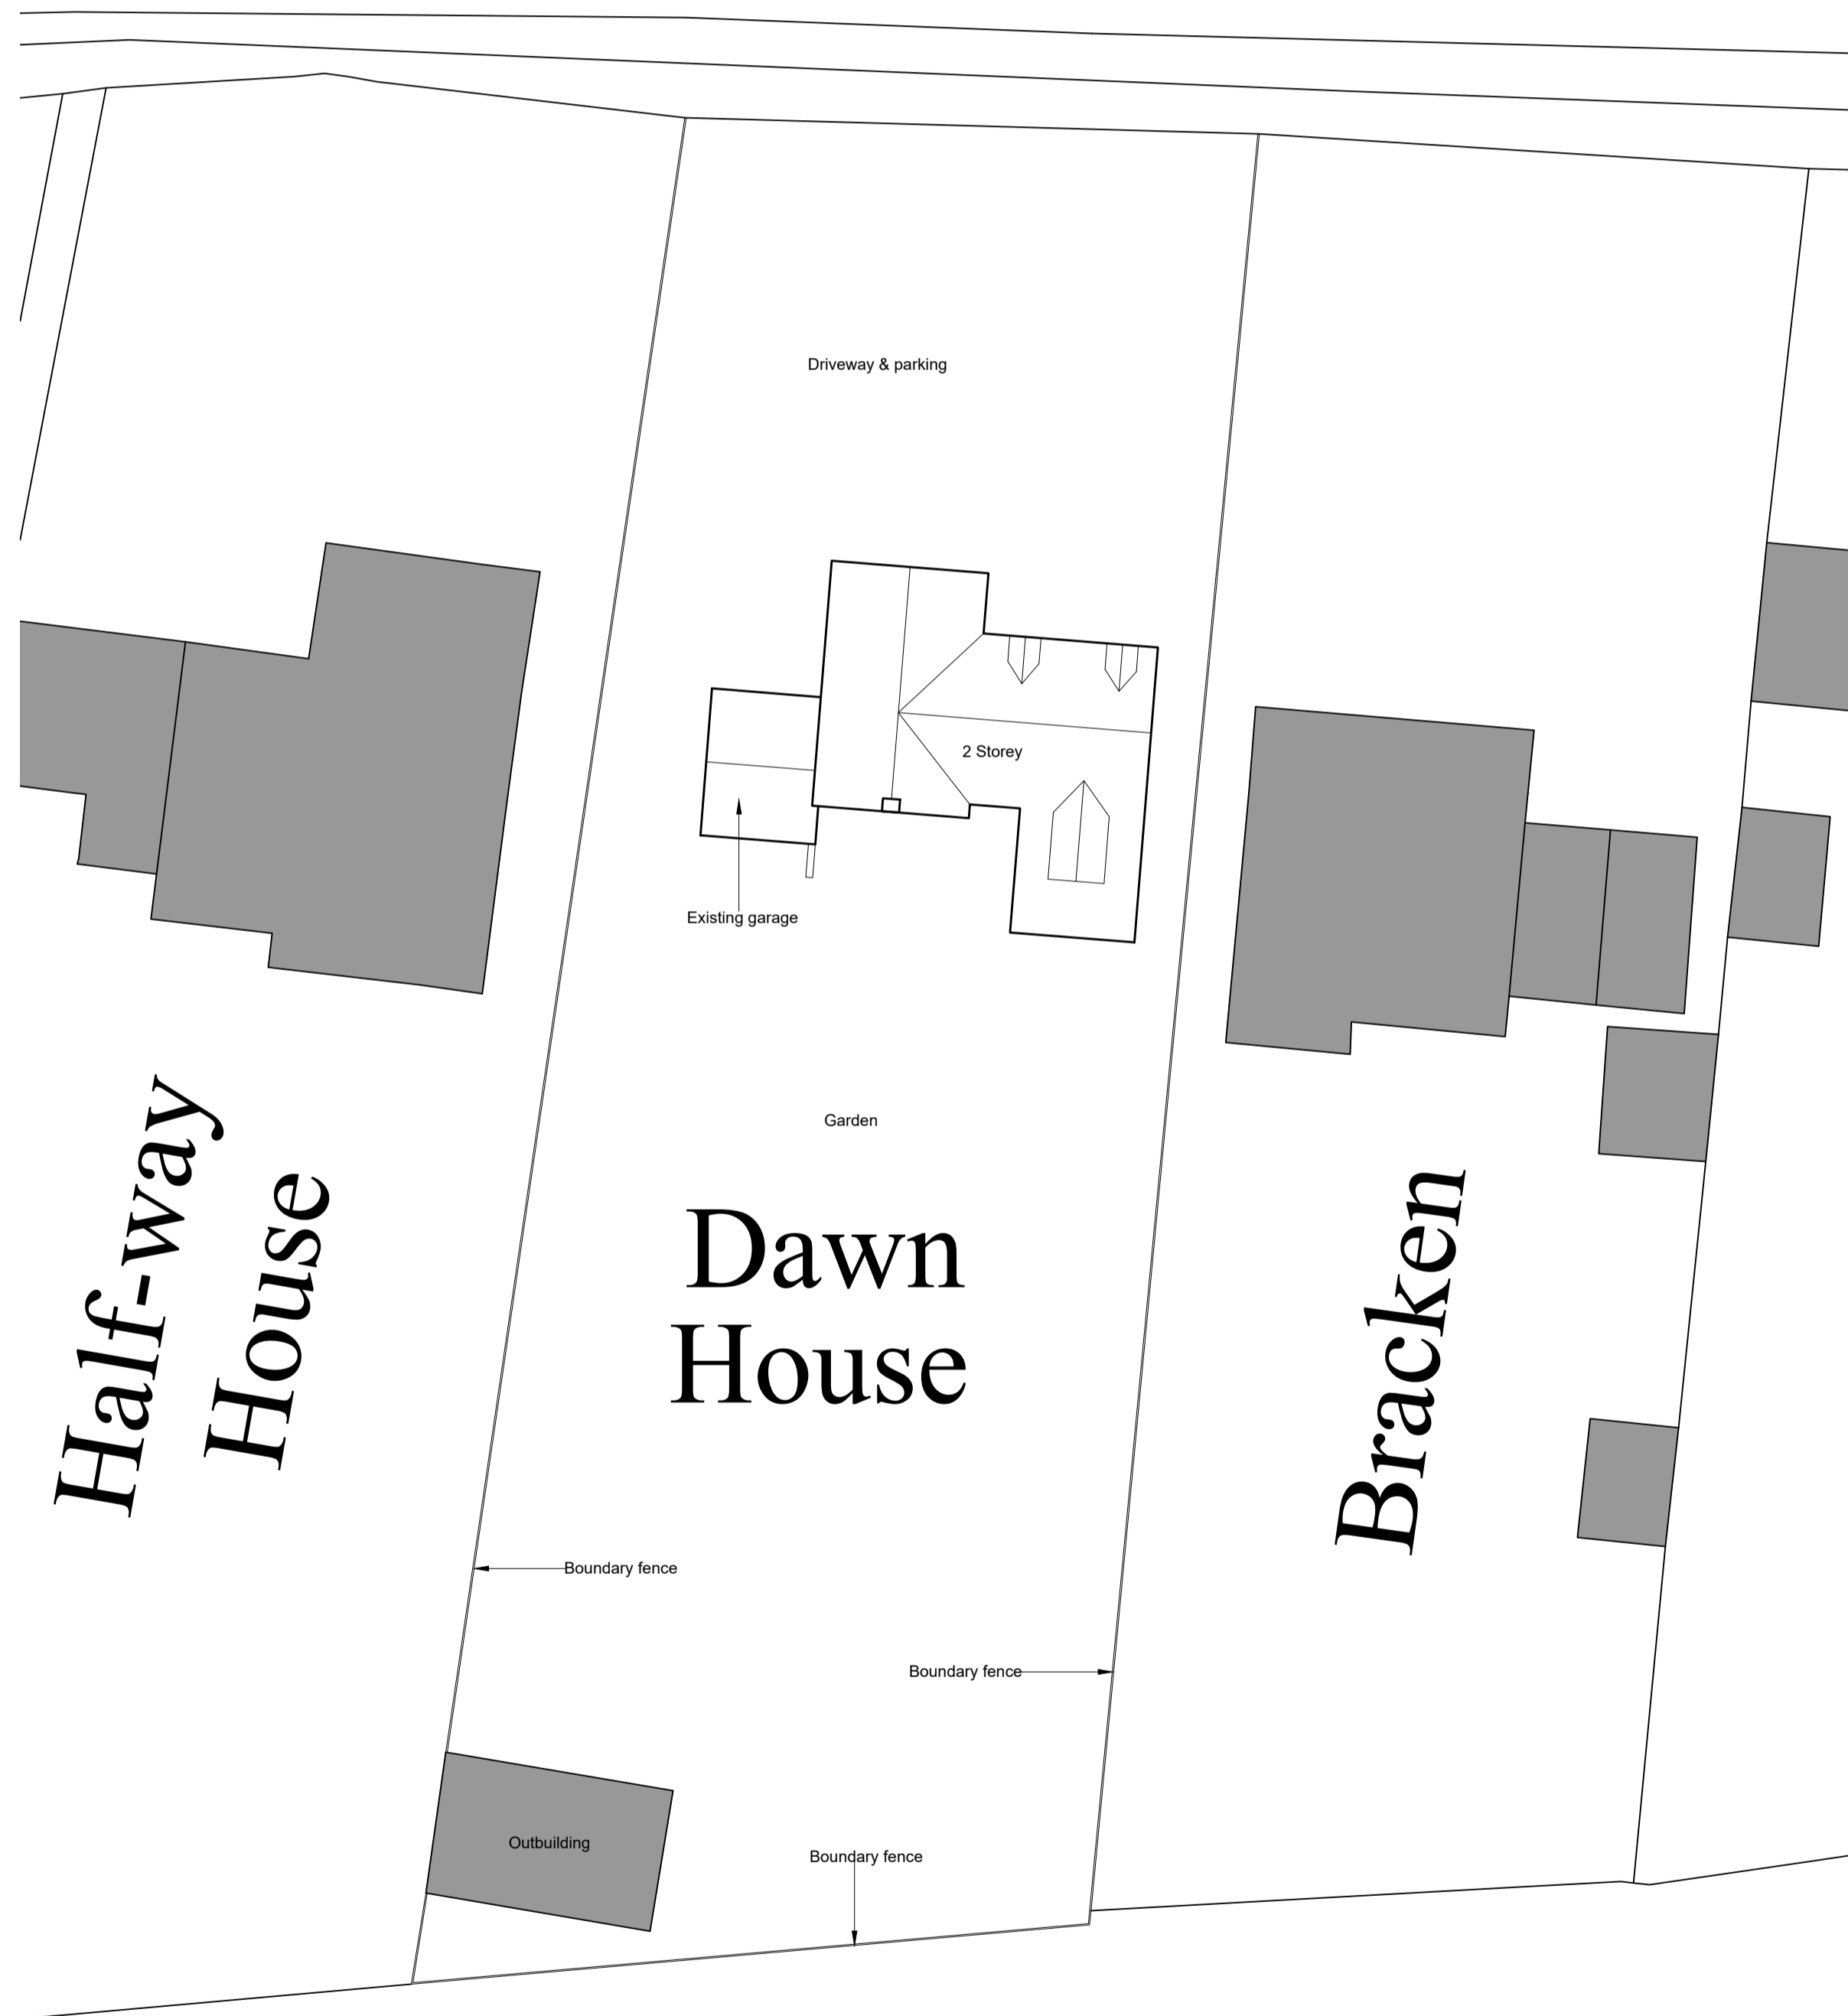 Driveway & parking
2 Storey
Existing garage
Garden
Half-way
House
Dawn
House
Bracken
Boundary fence
Boundary fence
Outbuilding
Boundary fence